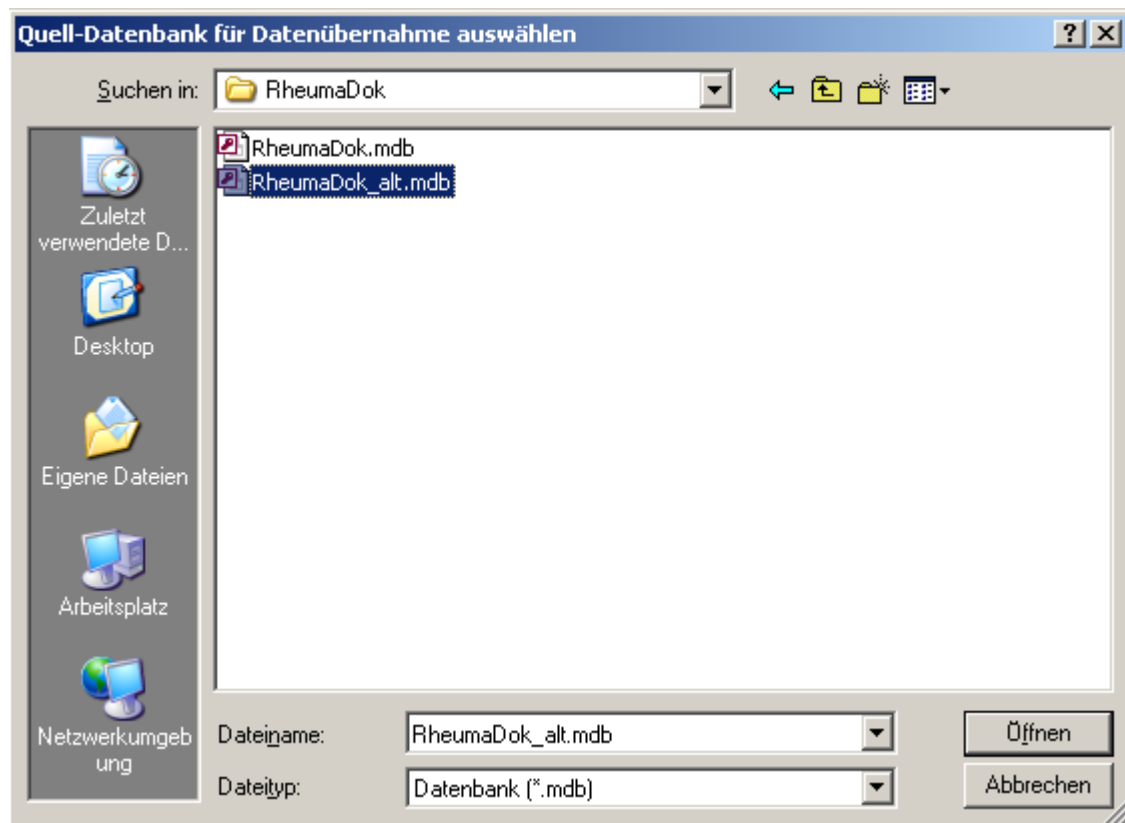 Quell-Datenbank für Datenübernahme auswählen
Suchen in:
RheumaDok
RheumaDok.mdb
RheumaDok_alt.mdb
Zuletzt
verwendete D...
Desktop
Eigene Dateien
Arbeitsplatz
Netzwerkumgeb
ung
Dateiname:
RheumaDok_alt.mdb
Öffnen
Dateityp:
Datenbank (*.mdb)
Abbrechen